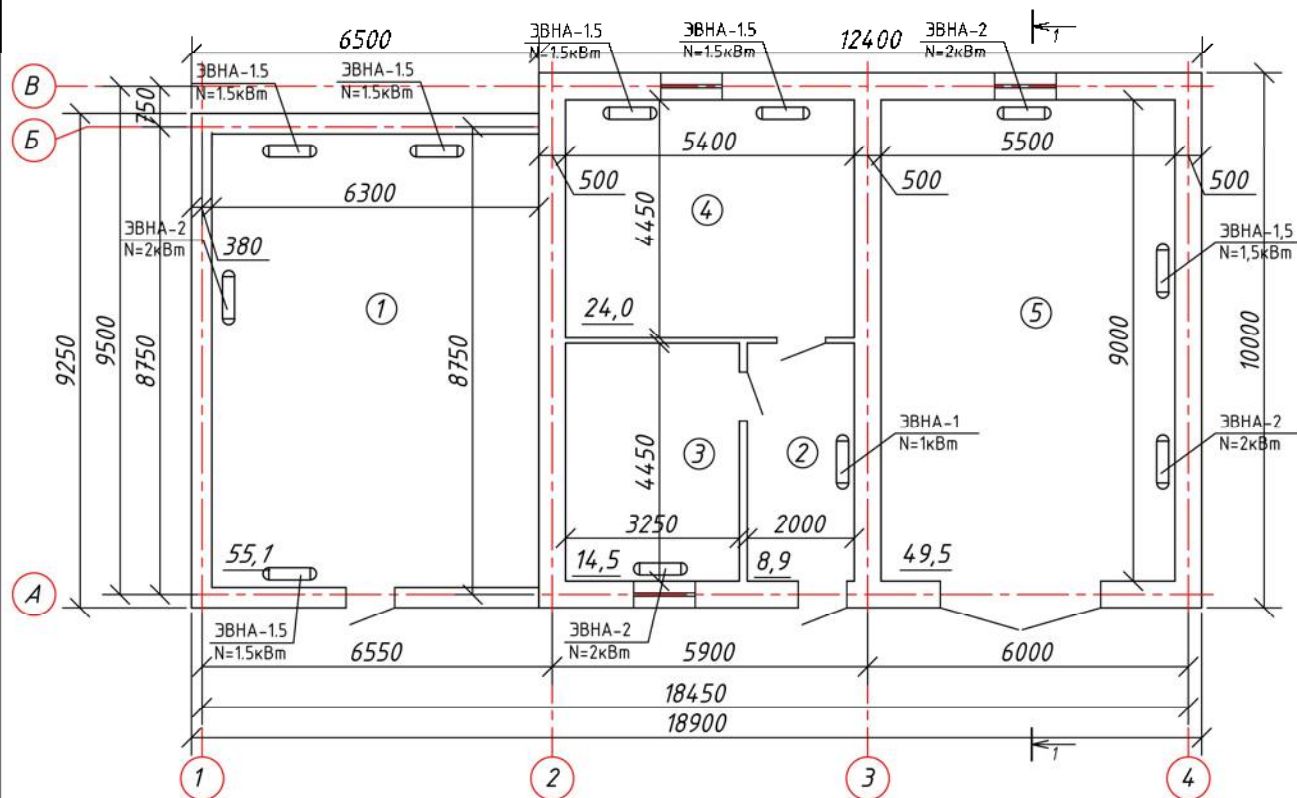 6500
ЭВНА-1.5
N=1.5кВт
ЭВНА-1.5
N=1.5кВт
12400
ЭВНА-2
N=2кВт
1
В
ЭВНА-1.5
N=1.5кВт
ЭВНА-1.5
N=1.5кВт
750
Б
5400
5500
500
500
500
6300
4450
4
ЭВНА-2
N=2кВт
380
ЭВНА-1,5
N=1,5кВт
1
24,0
5
9250
9500
8750
8750
9000
10000
ЭВНА-1
N=1кВт
ЭВНА-2
N=2кВт
4450
3
2
3250
2000
55,1
14,5
8,9
49,5
А
ЭВНА-1.5
N=1.5кВт
ЭВНА-2
N=2кВт
6550
5900
6000
18450
18900
1
1
2
3
4